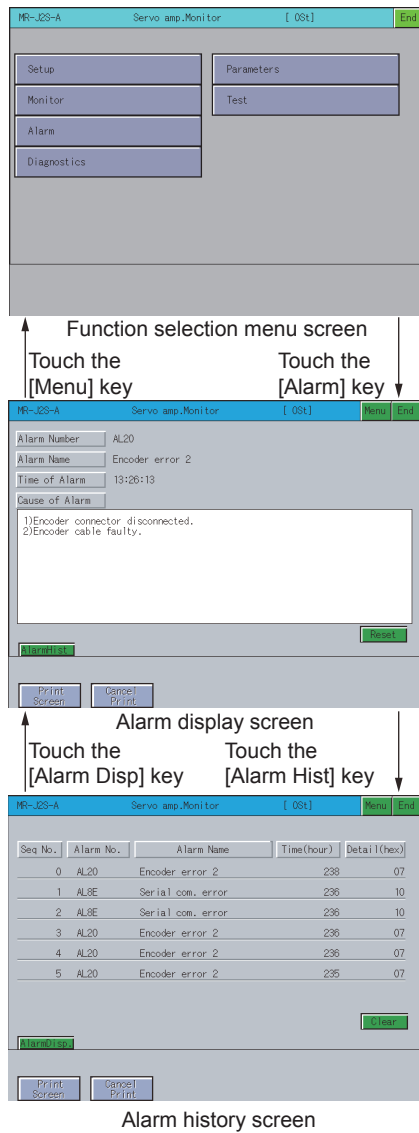 MR-J2S-A Servo amp.Monitor [ 0St] End
Setup Parameters
Monitor Test
Alarm
Diagnostics
Function selection menu screen
Touch the Touch the
[Menu] key [Alarm] key
MR-J2S-A Servo amp.Monitor [ 0St] Menu End
Alarm Number AL20
Alarm Name Encoder error 2
Time of Alarm 13:26:13
Cause of Alarm
1)Encoder connector disconnected.
2)Encoder cable faulty.
Reset
AlarmHist
Print Cancel
Screen Print
Alarm display screen
Touch the Touch the
[Alarm Disp] key [Alarm Hist] key
MR-J2S-A Servo amp.Monitor [ 0St] Menu End
Seq No. Alarm No. Alarm Name Time(hour) Detail(hex)
0 AL20 Encoder error 2 238 07
1 AL8E Serial com. error 236 10
2 AL8E Serial com. error 236 10
3 AL20 Encoder error 2 236 07
4 AL20 Encoder error 2 236 07
5 AL20 Encoder error 2 235 07
Clear
AlarmDisp.
Print Cancel
Screen Print
Alarm history screen